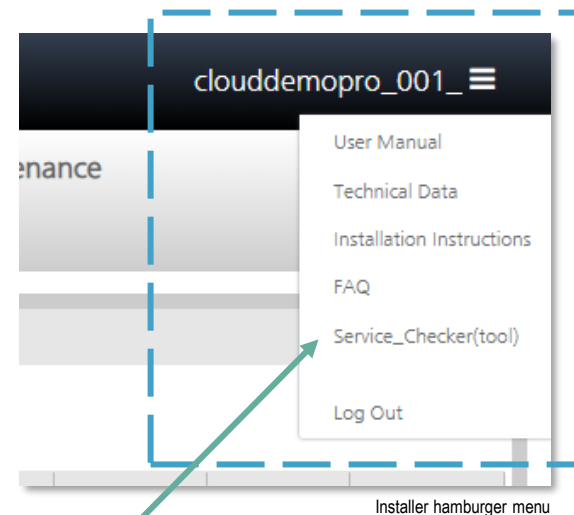 clouddemopro_001_
enance
User Manual
Technical Data
Installation Instructions
FAQ
Service_Checker(tool)
Log Out
Installer hamburger menu